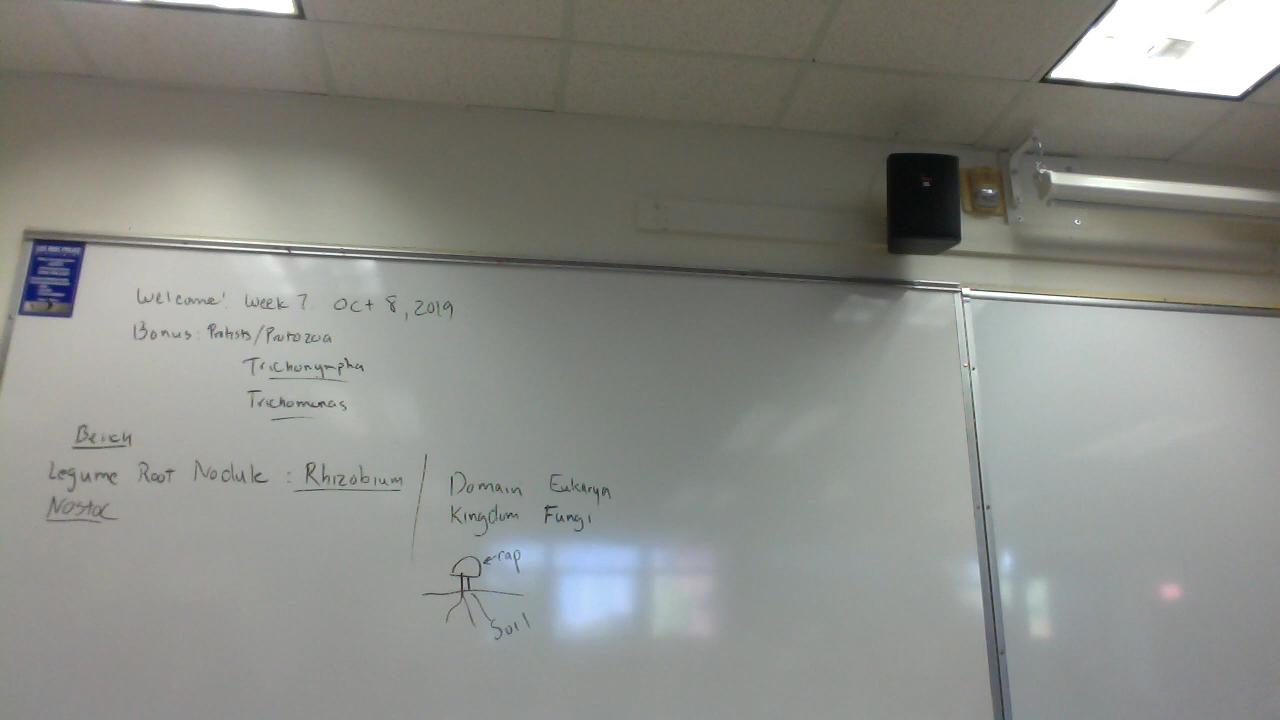 Welcome! Week 7 Oct 8, 2019
Bonus: Protists/Protozoa
Trichonympha
Trichomonas
Bench
Legume Root Nodule : Rhizobium
Nostoc
Domain Eukarya
Kingdom Fungi
cap
Soil